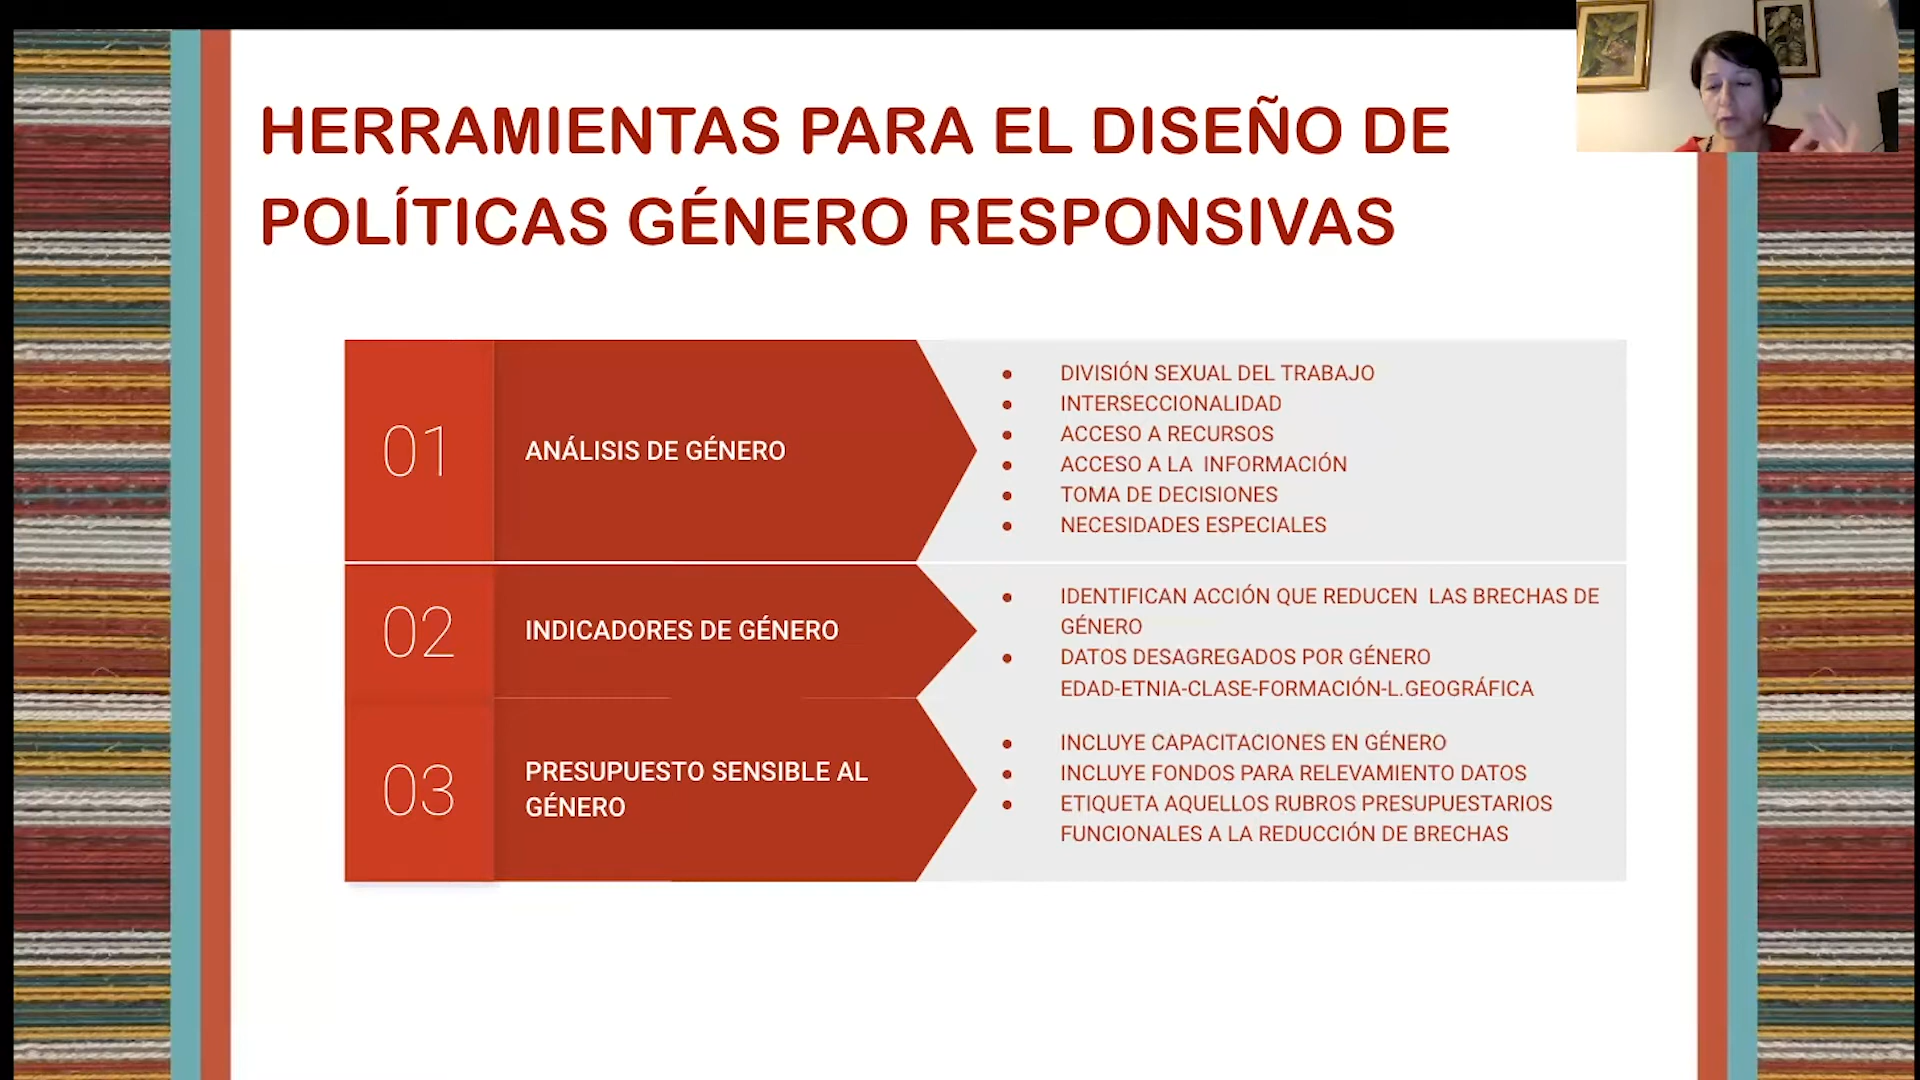 HERRAMIENTAS PARA EL DISEÑO DE
POLÍTICAS GÉNERO RESPONSIVAS
01
ANÁLISIS DE GÉNERO
DIVISIÓN SEXUAL DEL TRABAJO
INTERSECCIONALIDAD
ACCESO A RECURSOS
ACCESO A LA INFORMACIÓN
TOMA DE DECISIONES
NECESIDADES ESPECIALES
02
INDICADORES DE GÉNERO
IDENTIFICAN ACCIÓN QUE REDUCEN LAS BRECHAS DE
GÉNERO
DATOS DESAGREGADOS POR GÉNERO
EDAD-ETNIA-CLASE-FORMACIÓN-L.GEOGRÁFICA
03
PRESUPUESTO SENSIBLE AL
GÉNERO
INCLUYE CAPACITACIONES EN GÉNERO
INCLUYE FONDOS PARA RELEVAMIENTO DATOS
ETIQUETA AQUELLOS RUBROS PRESUPUESTARIOS
FUNCIONALES A LA REDUCCIÓN DE BRECHAS